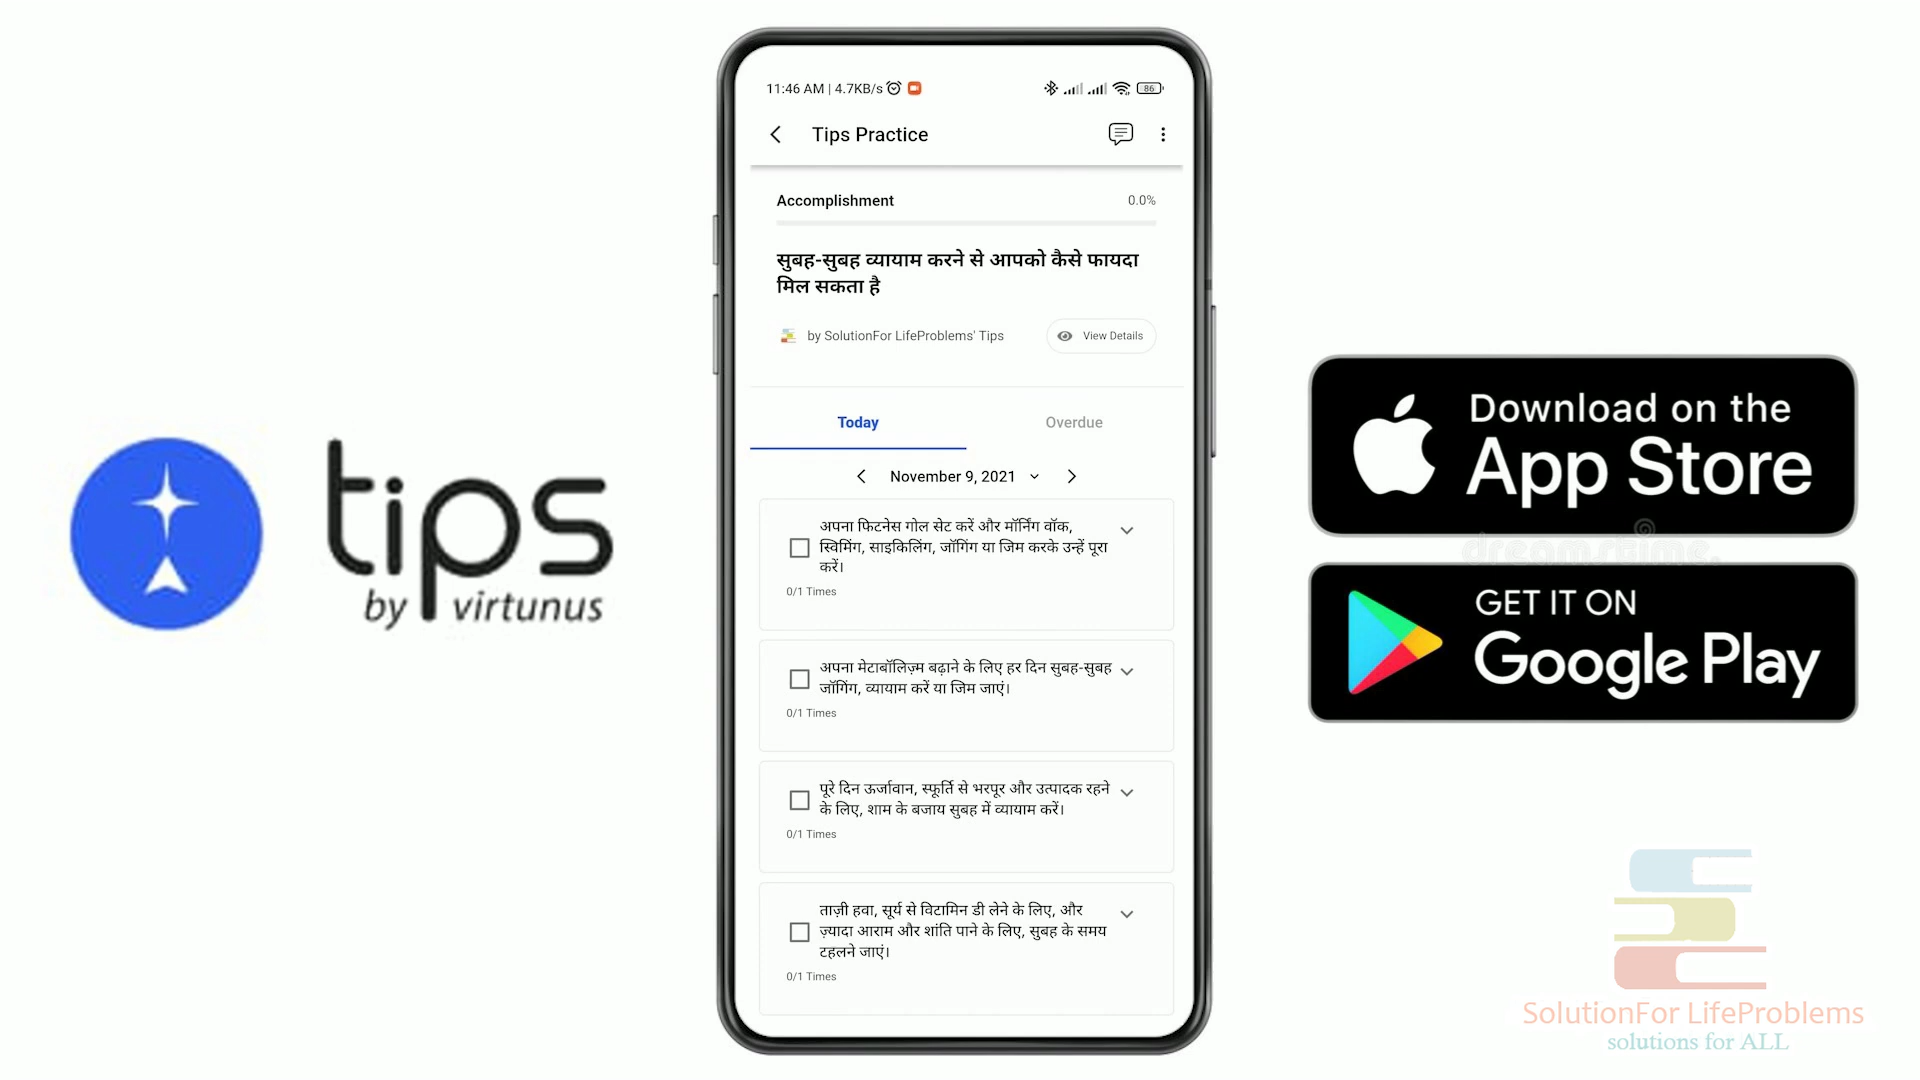 tips
by virtunus
11:46 AM | 4.7KB/s
86
Tips Practice
Accomplishment
0.0%
सुबह-सुबह व्यायाम करने से आपको कैसे फायदा
मिल सकता है
by SolutionFor LifeProblems' Tips
View Details
Today
Overdue
November 9, 2021
अपना फिटनेस गोल सेट करें और मॉर्निंग वॉक,
स्विमिंग, साइकिलिंग, जॉगिंग या जिम करके उन्हें पूरा
करें।
0/1 Times
अपना मेटाबॉलिज़्म बढ़ाने के लिए हर दिन सुबह-सुबह
जॉगिंग, व्यायाम करें या जिम जाएं।
0/1 Times
पूरे दिन ऊर्जावान, स्फूर्ति से भरपूर और उत्पादक रहने
के लिए, शाम के बजाय सुबह में व्यायाम करें।
0/1 Times
ताज़ी हवा, सूर्य से विटामिन डी लेने के लिए, और
ज़्यादा आराम और शांति पाने के लिए, सुबह के समय
टहलने जाएं।
0/1 Times
Download on the
App Store
dreamstime.
GET IT ON
Google Play
SolutionFor LifeProblems
solutions for ALL